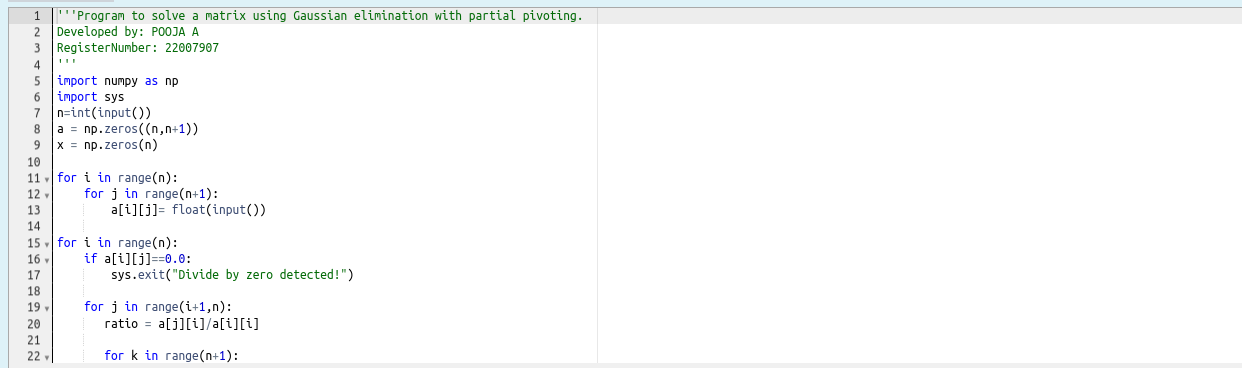 1 '''Program to solve a matrix using Gaussian elimination with partial pivoting.
2 Developed by: POOJA A
3 RegisterNumber: 22007907
4 '''
5 import numpy as np
6 import sys
7 n=int(input())
8 a = np.zeros((n,n+1))
9 x = np.zeros(n)
10
11 for i in range(n):
12     for j in range(n+1):
13         a[i][j]= float(input())
14
15 for i in range(n):
16     if a[i][j]==0.0:
17         sys.exit("Divide by zero detected!")
18
19     for j in range(i+1,n):
20        ratio = a[j][i]/a[i][i]
21
22        for k in range(n+1):